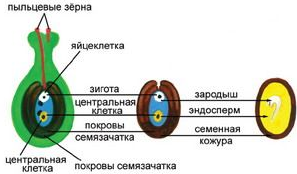 пыльцевые зёрна
яйцеклетка
зигота
центральная
клетка
покровы
семязачатка
зародыш
эндосперм
семенная
кожура
центральная
клетка
покровы семязачатка